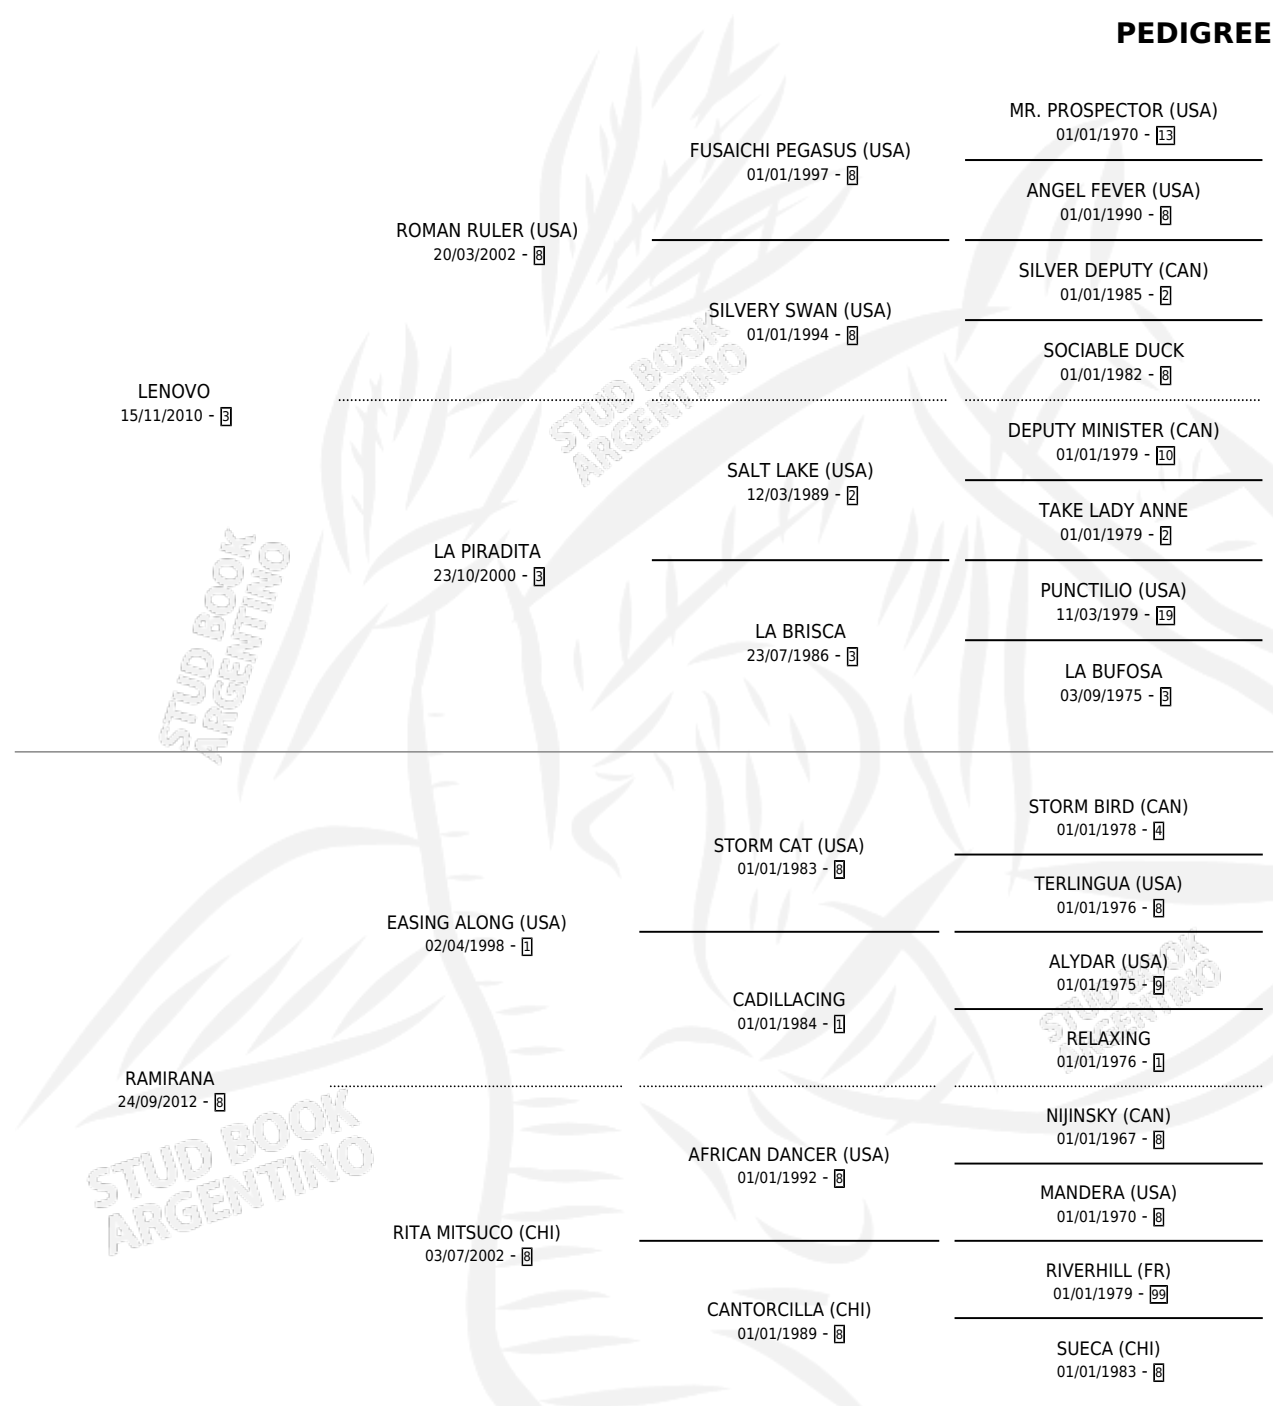 PEDIGREE
MR. PROSPECTOR (USA)
01/01/1970 - 13
FUSAICHI PEGASUS (USA)
01/01/1997 - 8
ANGEL FEVER (USA)
01/01/1990 - 8
ROMAN RULER (USA)
20/03/2002 - 8
SILVER DEPUTY (CAN)
01/01/1985 - 2
SILVERY SWAN (USA)
01/01/1994 - 8
SOCIABLE DUCK
01/01/1982 - 8
LENOVO
15/11/2010 - 3
DEPUTY MINISTER (CAN)
01/01/1979 - 10
SALT LAKE (USA)
12/03/1989 - 2
TAKE LADY ANNE
01/01/1979 - 2
LA PIRADITA
23/10/2000 - 3
PUNCTILIO (USA)
11/03/1979 - 19
LA BRISCA
23/07/1986 - 3
LA BUFOSA
03/09/1975 - 3
STORM BIRD (CAN)
01/01/1978 - 4
STORM CAT (USA)
01/01/1983 - 8
TERLINGUA (USA)
01/01/1976 - 8
EASING ALONG (USA)
02/04/1998 - 1
ALYDAR (USA)
01/01/1975 - 9
CADILLACING
01/01/1984 - 1
RELAXING
01/01/1976 - 1
RAMIRANA
24/09/2012 - 8
NIJINSKY (CAN)
01/01/1967 - 8
AFRICAN DANCER (USA)
01/01/1992 - 8
MANDERA (USA)
01/01/1970 - 8
RITA MITSUCO (CHI)
03/07/2002 - 8
RIVERHILL (FR)
01/01/1979 - 99
CANTORCILLA (CHI)
01/01/1989 - 8
SUECA (CHI)
01/01/1983 - 8
STUD BOOK
ARGENTINO
STUD BOOK
ARGENTINO
STUD BOOK
ARGENTINO
STUD BOOK
ARGENTINO